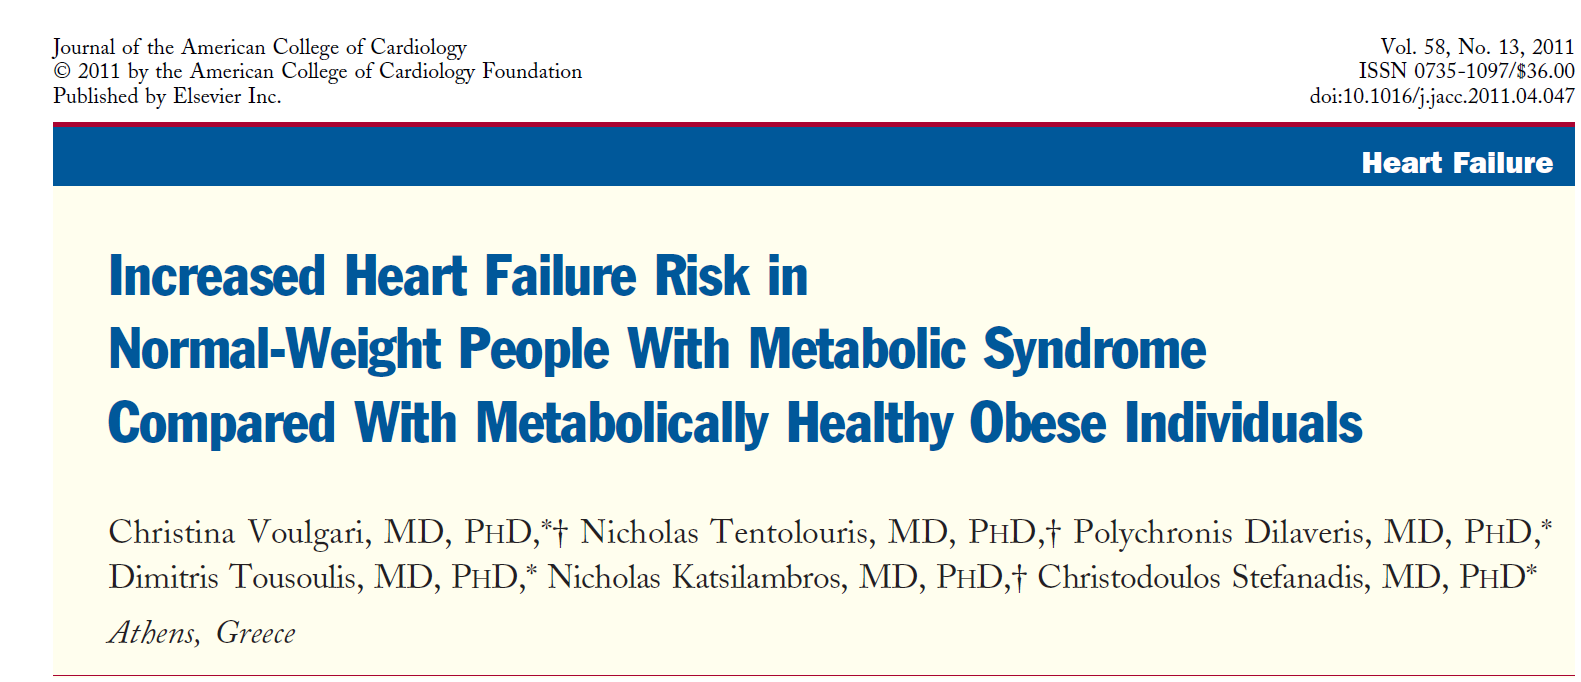 Journal of the American College of Cardiology
© 2011 by the American College of Cardiology Foundation
Published by Elsevier Inc.
Vol. 58, No. 13, 2011
ISSN 0735-1097/$36.00
doi:10.1016/j.jacc.2011.04.047
Heart Failure
Increased Heart Failure Risk in
Normal-Weight People With Metabolic Syndrome
Compared With Metabolically Healthy Obese Individuals
Christina Voulgari, MD, PHD,*† Nicholas Tentolouris, MD, PHD,† Polychronis Dilaveris, MD, PHD,*
Dimitris Tousoulis, MD, PHD,* Nicholas Katsilambros, MD, PHD,† Christodoulos Stefanadis, MD, PHD*
Athens, Greece